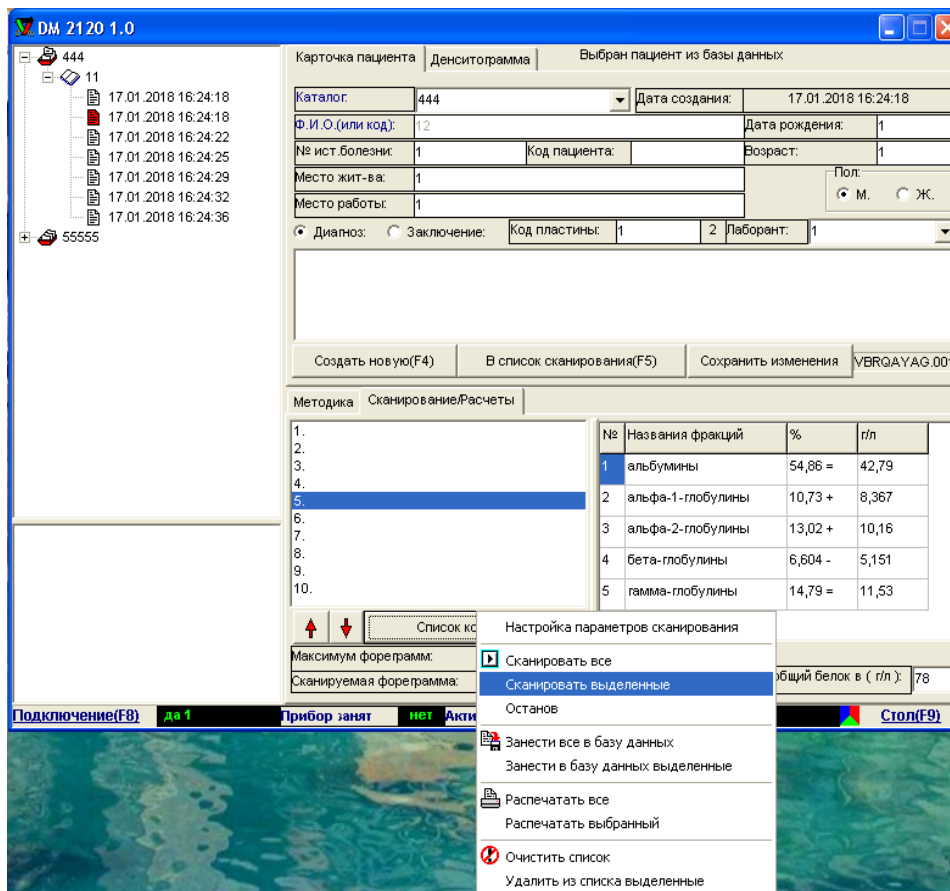 DM 2120 1.0
444
11
17.01.2018 16:24:18
17.01.2018 16:24:18
17.01.2018 16:24:22
17.01.2018 16:24:25
17.01.2018 16:24:29
17.01.2018 16:24:32
17.01.2018 16:24:36
55555
Карточка пациента Денситограмма Выбран пациент из базы данных
Каталог: 444 Дата создания: 17.01.2018 16:24:18
Ф.И.О.(или код): 12 Дата рождения: 1
№ ист.болезни: 1 Код пациента: Возраст: 1
Место жит-ва: 1 Пол:
М. Ж.
Место работы: 1
Диагноз: Заключение: Код пластины: 1 2 Лаборант: 1
Создать новую(F4) В список сканирования(F5) Сохранить изменения VBRQAYAG.00
Методика Сканирование/Расчеты
1.
2.
3.
4.
5.
6.
7.
8.
9.
10.
№ Названия фракций % г/л
1 альбумины 54,86 = 42,79
2 альфа-1-глобулины 10,73 + 8,367
3 альфа-2-глобулины 13,02 + 10,16
4 бета-глобулины 6,604 - 5,151
5 гамма-глобулины 14,79 = 11,53
Список
Максимум фореграмм:
Сканируемая фореграмма: общий белок в ( г/л ): 78
Подключение(F8) да 1 Прибор занят нет Стол(F9)
Настройка параметров сканирования
Сканировать все
Сканировать выделенные
Останов
Занести все в базу данных
Занести в базу данных выделенные
Распечатать все
Распечатать выбранный
Очистить список
Удалить из списка выделенные